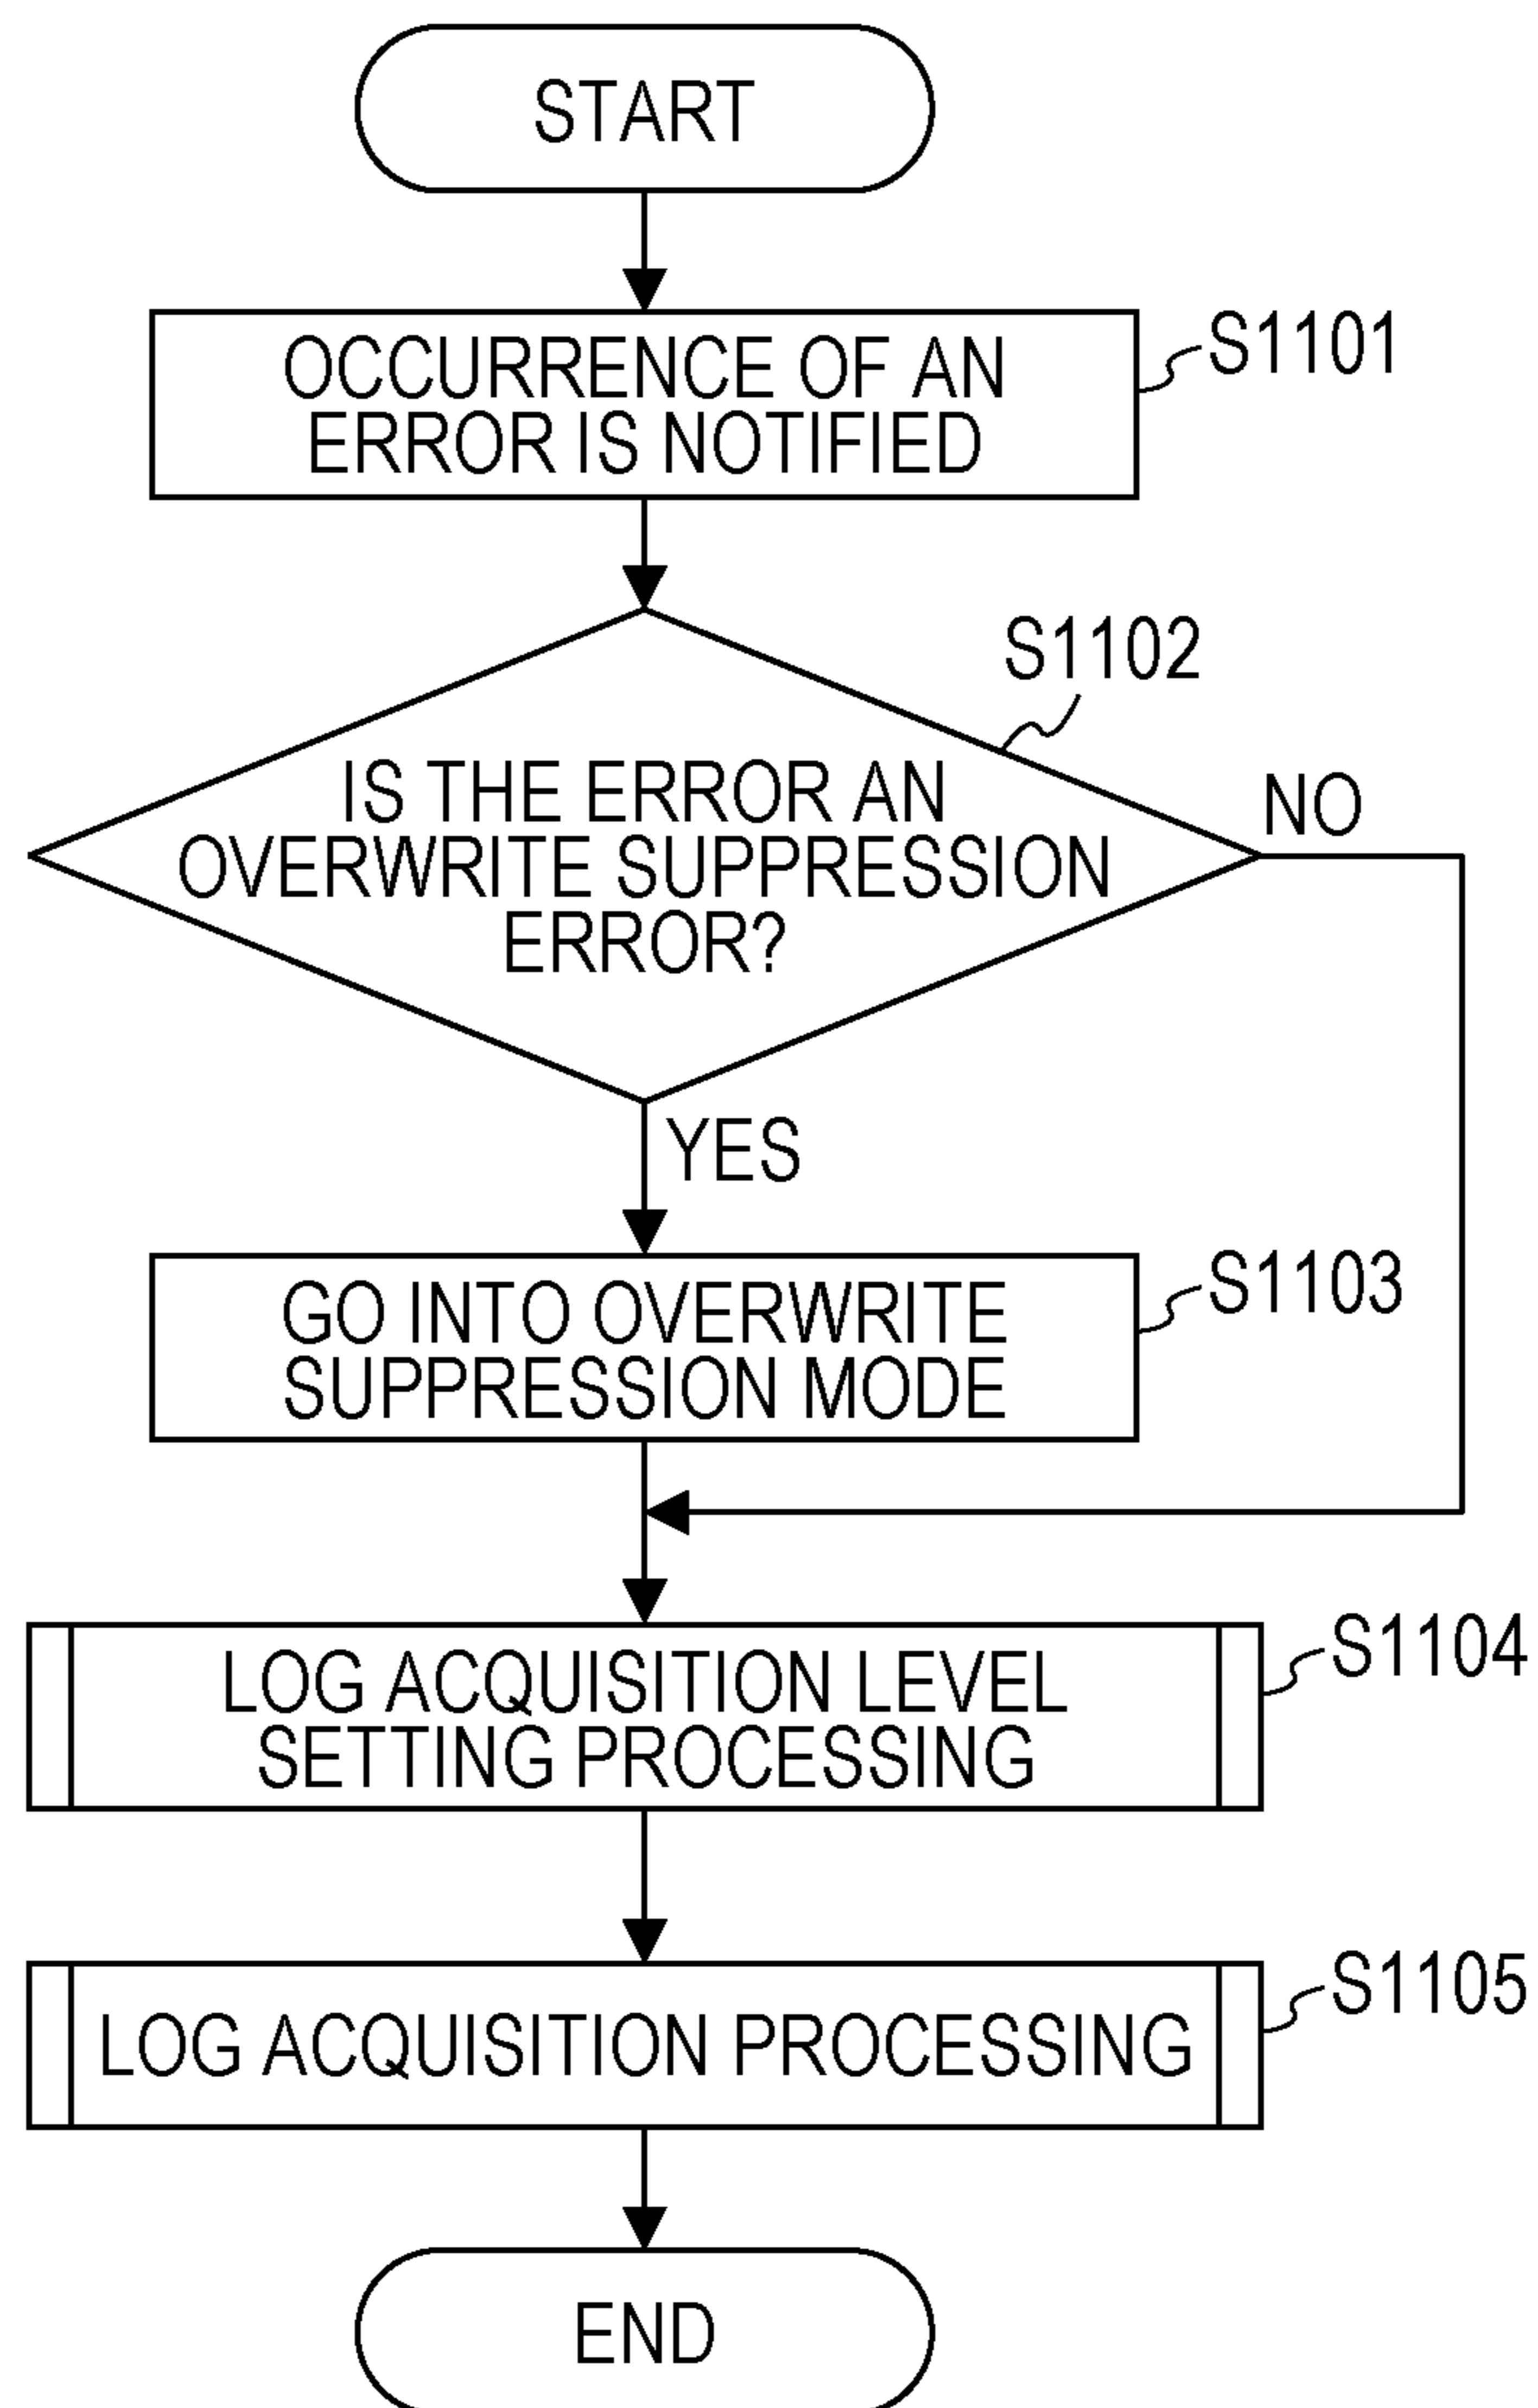 START
OCCURRENCE OF AN
ERROR IS NOTIFIED
S1101
S1102
IS THE ERROR AN
OVERWRITE SUPPRESSION
ERROR?
NO
YES
GO INTO OVERWRITE
SUPPRESSION MODE
S1103
LOG ACQUISITION LEVEL
SETTING PROCESSING
S1104
LOG ACQUISITION PROCESSING
S1105
END